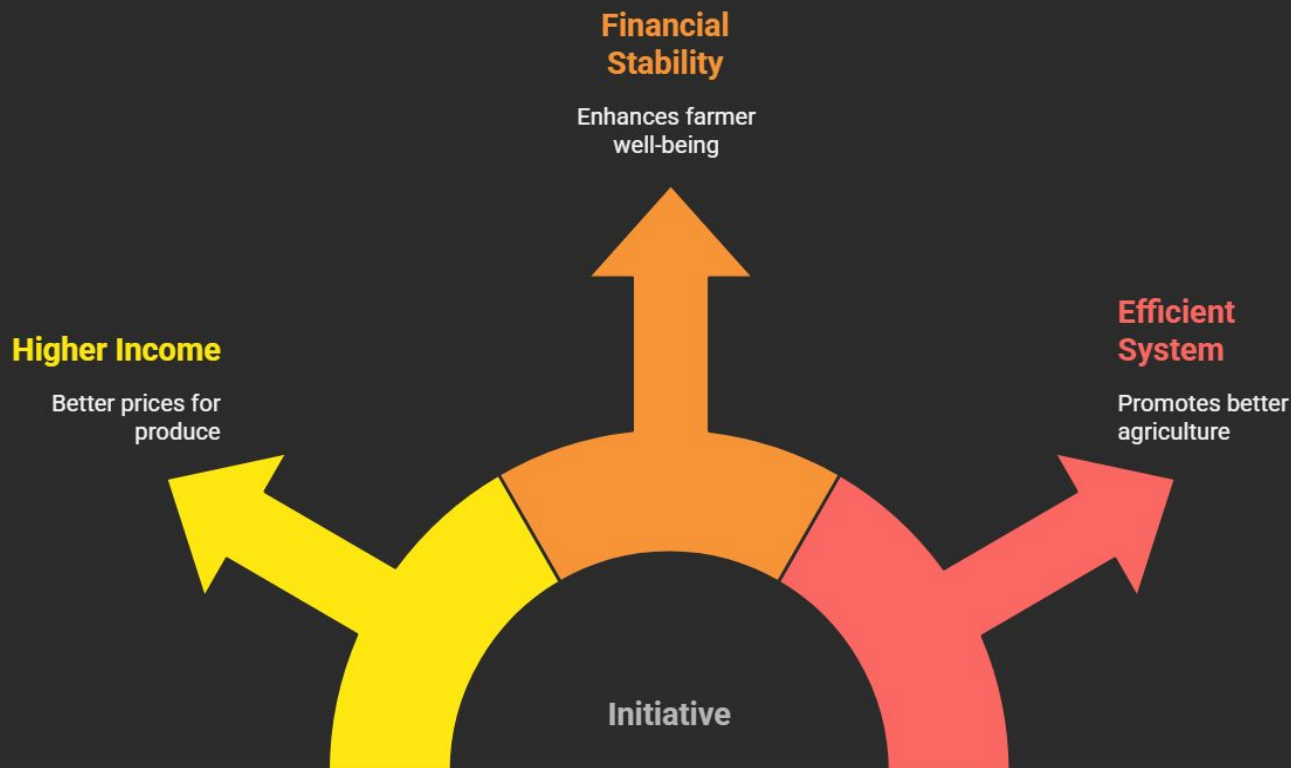 Financial
Stability
Enhances farmer
well-being
Higher Income
Better prices for
produce
Efficient
System
Promotes better
agriculture
Initiative